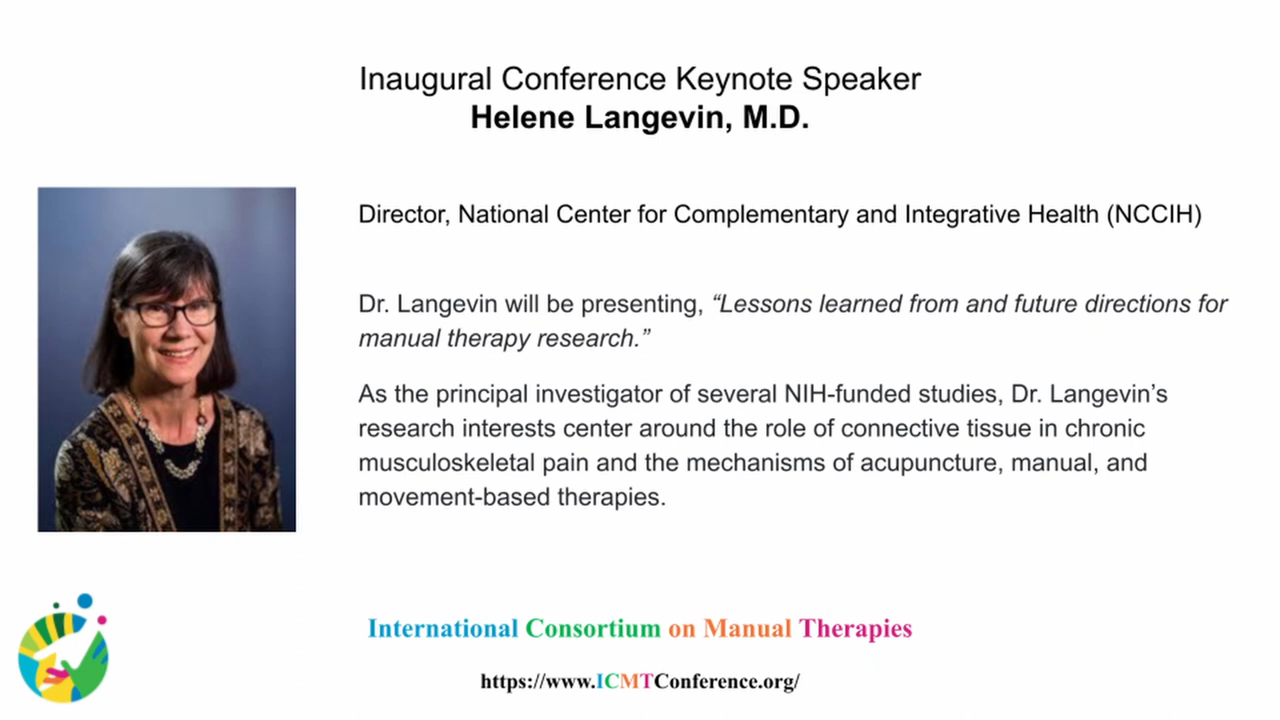 Inaugural Conference Keynote Speaker
Helene Langevin, M.D.
Director, National Center for Complementary and Integrative Health (NCCIH)
Dr. Langevin will be presenting, “Lessons learned from and future directions for
manual therapy research.”
As the principal investigator of several NIH-funded studies, Dr. Langevin’s
research interests center around the role of connective tissue in chronic
musculoskeletal pain and the mechanisms of acupuncture, manual, and
movement-based therapies.
International Consortium on Manual Therapies
https://www.ICMTConference.org/